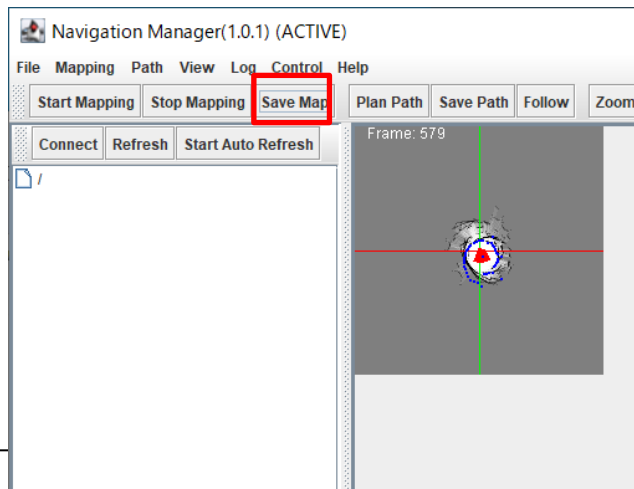 Navigation Manager(1.0.1) (ACTIVE)
File Mapping Path View Log Control Help
Start Mapping Stop Mapping Save Map Plan Path Save Path Follow Zoom
Connect Refresh Start Auto Refresh
Frame: 579
/